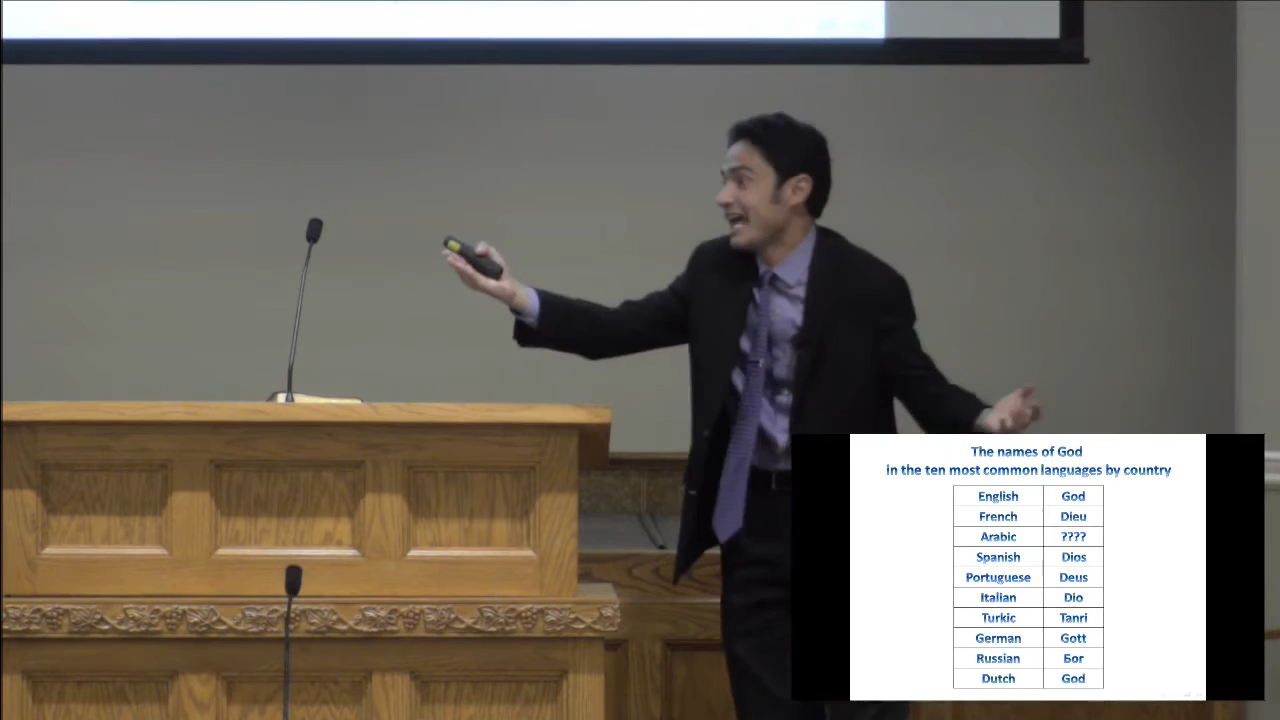 The names of God
in the ten most common languages by country
English God
French Dieu
Arabic ????
Spanish Dios
Portuguese Deus
Italian Dio
Turkic Tanri
German Gott
Russian Бог
Dutch God